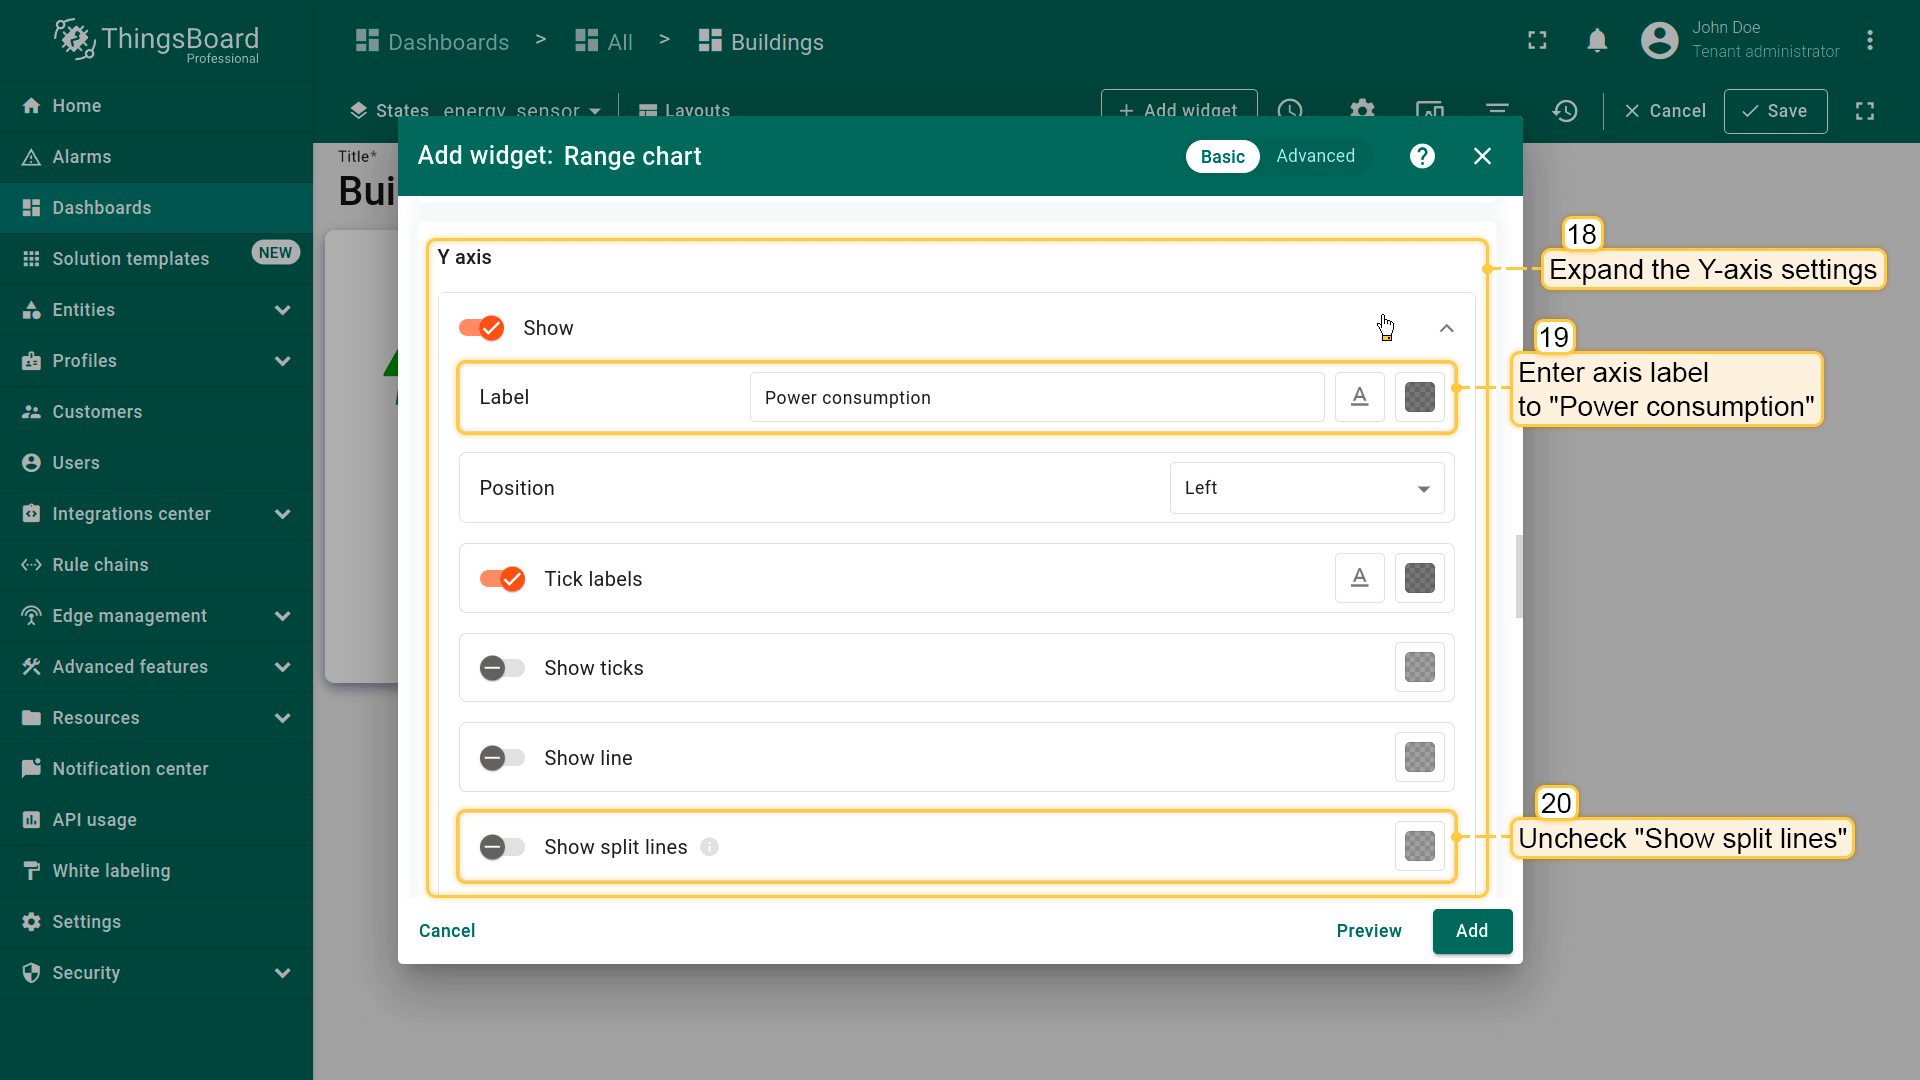 ThingsBoard
Professional
Dashboards > All > Buildings
John Doe
Tenant administrator
Home
Alarms
Dashboards
Solution templates NEW
Entities
Profiles
Customers
Users
Integrations center
Rule chains
Edge management
Advanced features
Resources
Notification center
API usage
White labeling
Settings
Security
States energy_sensor Layouts
+ Add widget Cancel Save
Title*
Bui
Add widget: Range chart
Basic Advanced
Y axis
Show
Label Power consumption
Position Left
Tick labels
Show ticks
Show line
Show split lines
Cancel Preview Add
18
Expand the Y-axis settings
19
Enter axis label
to "Power consumption"
20
Uncheck "Show split lines"